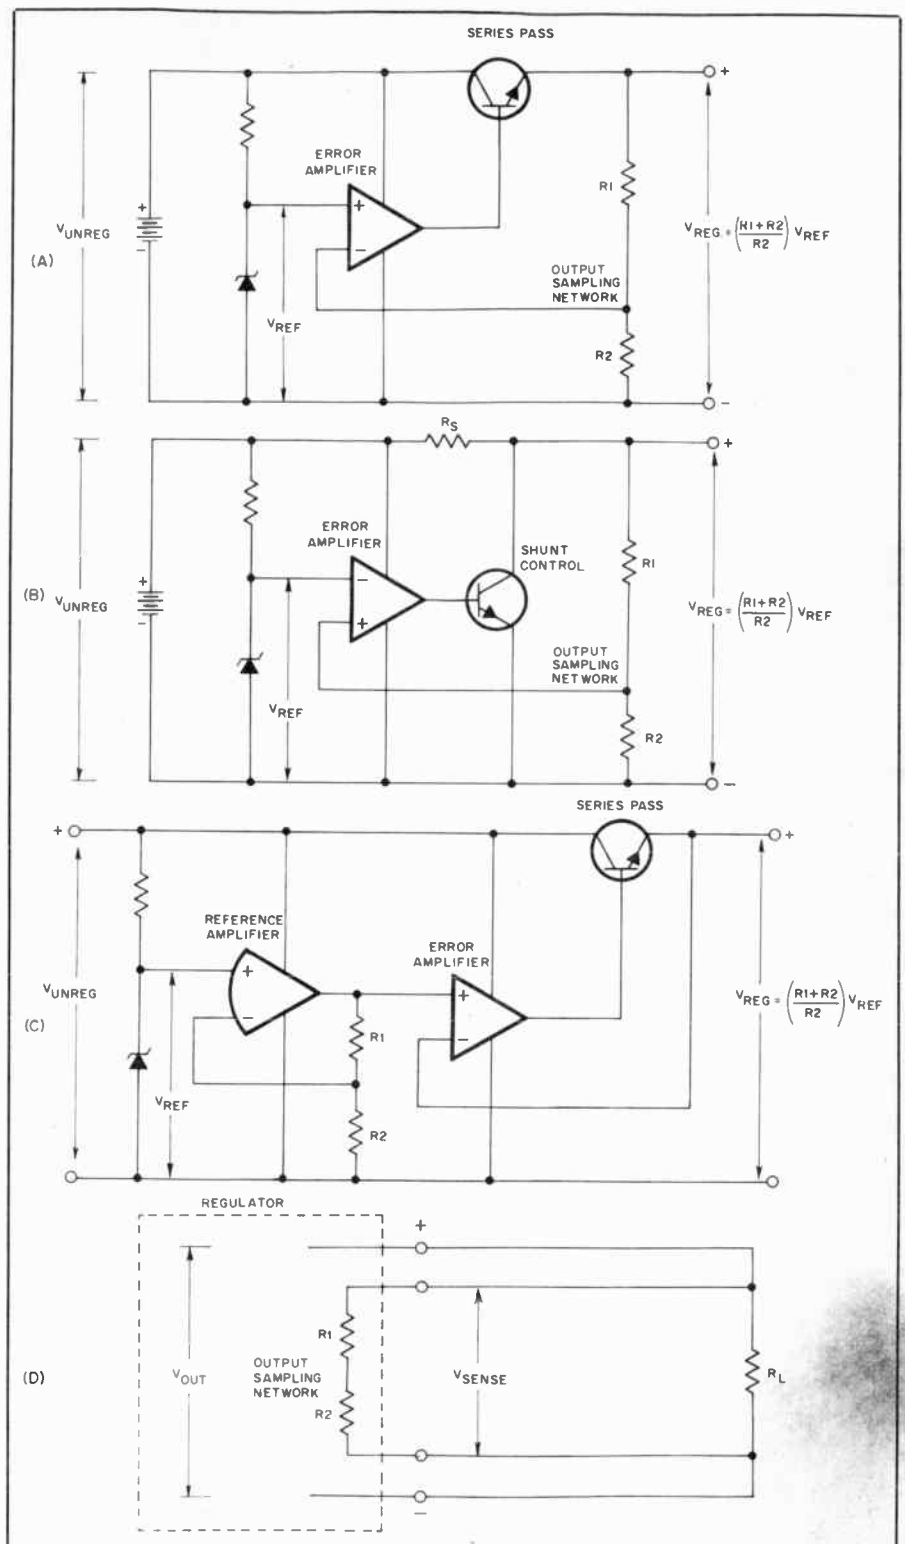 SERIES PASS
+
ERROR
AMPLIFIER
+
+
−
R1
VUNREG
−
VREG = (R1+R2/R2) VREF
(A)
OUTPUT
SAMPLING
NETWORK
VREF
R2
−
RS
+
ERROR
AMPLIFIER
SHUNT
CONTROL
R1
−
+
(B)
VUNREG
−
+
VREG = (R1+R2/R2) VREF
OUTPUT
SAMPLING
NETWORK
VREF
R2
−
SERIES PASS
+
+
REFERENCE
AMPLIFIER
ERROR
AMPLIFIER
+
VUNREG
+
VREG = (R1+R2/R2) VREF
−
(C)
R1
−
VREF
R2
REGULATOR
+
R1
(D)
VOUT
OUTPUT
SAMPLING
NETWORK
VSENSE
RL
R2
−